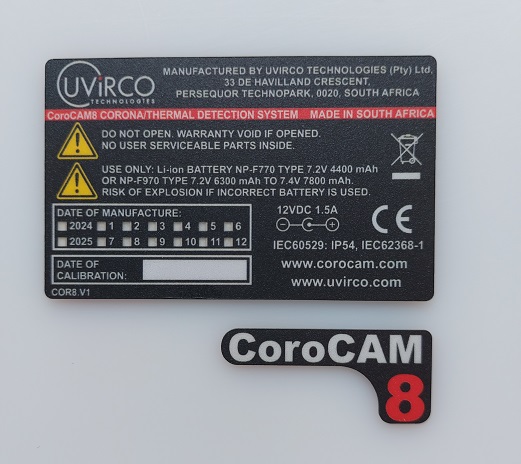 UViRCO
TECHNOLOGIES
MANUFACTURED BY UVIRCO TECHNOLOGIES (Pty) Ltd.
33 DE HAVILLAND CRESCENT,
PERSEQUOR TECHNOPARK, 0020, SOUTH AFRICA
CoroCAM8 CORONA/THERMAL DETECTION SYSTEM MADE IN SOUTH AFRICA
DO NOT OPEN. WARRANTY VOID IF OPENED.
NO USER SERVICEABLE PARTS INSIDE.
USE ONLY: Li-ion BATTERY NP-F770 TYPE 7.2V 4400 mAh
OR NP-F970 TYPE 7.2V 6300 mAh TO 7.4V 7800 mAh.
RISK OF EXPLOSION IF INCORRECT BATTERY IS USED.
DATE OF MANUFACTURE:
2024 1 2 3 4 5 6
2025 7 8 9 10 11 12
12VDC 1.5A
CE
IEC60529: IP54, IEC62368-1
DATE OF
CALIBRATION:
www.corocam.com
www.uvirco.com
COR8.V1
CoroCAM
8